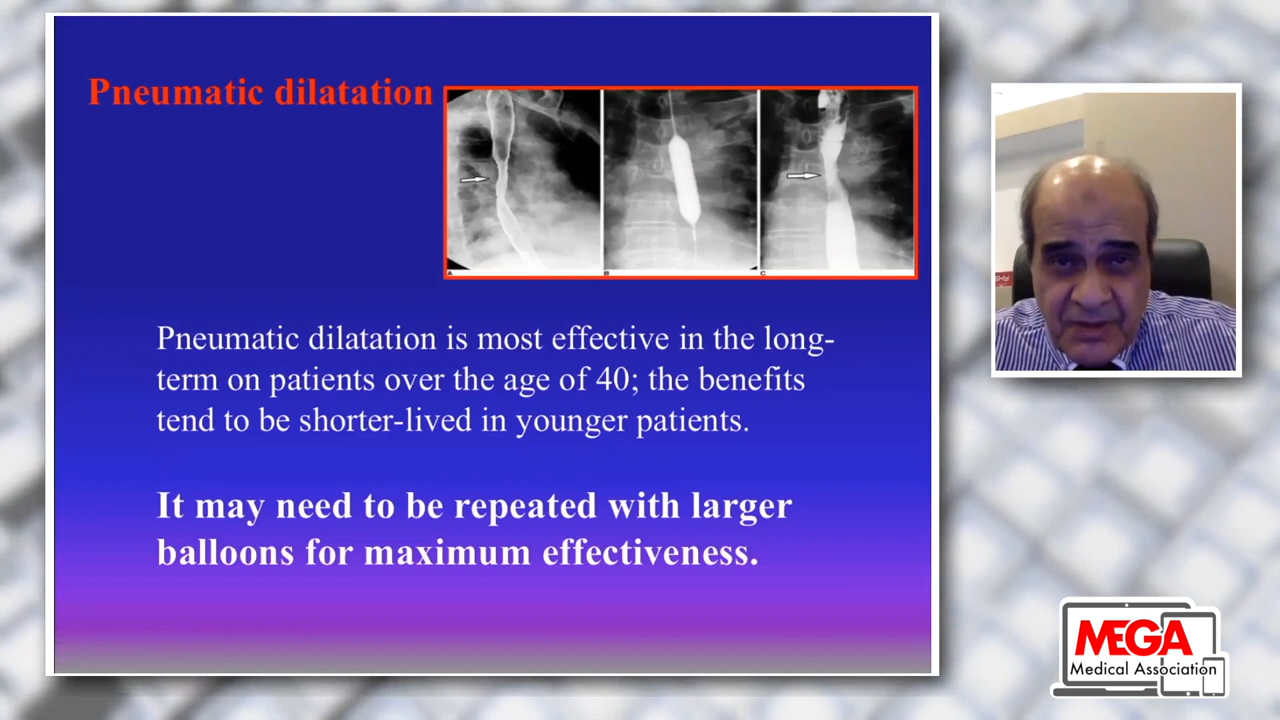 Pneumatic dilatation
A
B
C
Pneumatic dilatation is most effective in the long-
term on patients over the age of 40; the benefits
tend to be shorter-lived in younger patients.
It may need to be repeated with larger
balloons for maximum effectiveness.
MEGA
Medical Association